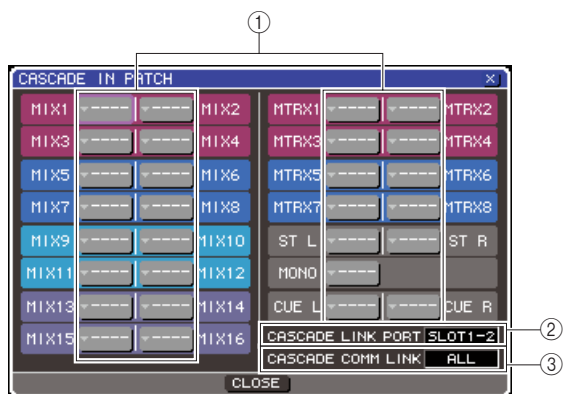 ①
CASCADE IN PATCH X
MIX1 ---- ---- MIX2 MTRX1 ---- ---- MTRX2
MIX3 ---- ---- MIX4 MTRX3 ---- ---- MTRX4
MIX5 ---- ---- MIX6 MTRX5 ---- ---- MTRX6
MIX7 ---- ---- MIX8 MTRX7 ---- ---- MTRX8
MIX9 ---- ---- MIX10 ST L ---- ---- ST R
MIX11 ---- ---- MIX12 MONO ----
MIX13 ---- ---- MIX14 CUE L ---- ---- CUE R
MIX15 ---- ---- MIX16 CASCADE LINK PORT SLOT1-2 ②
CASCADE COMM LINK ALL ③
CLOSE